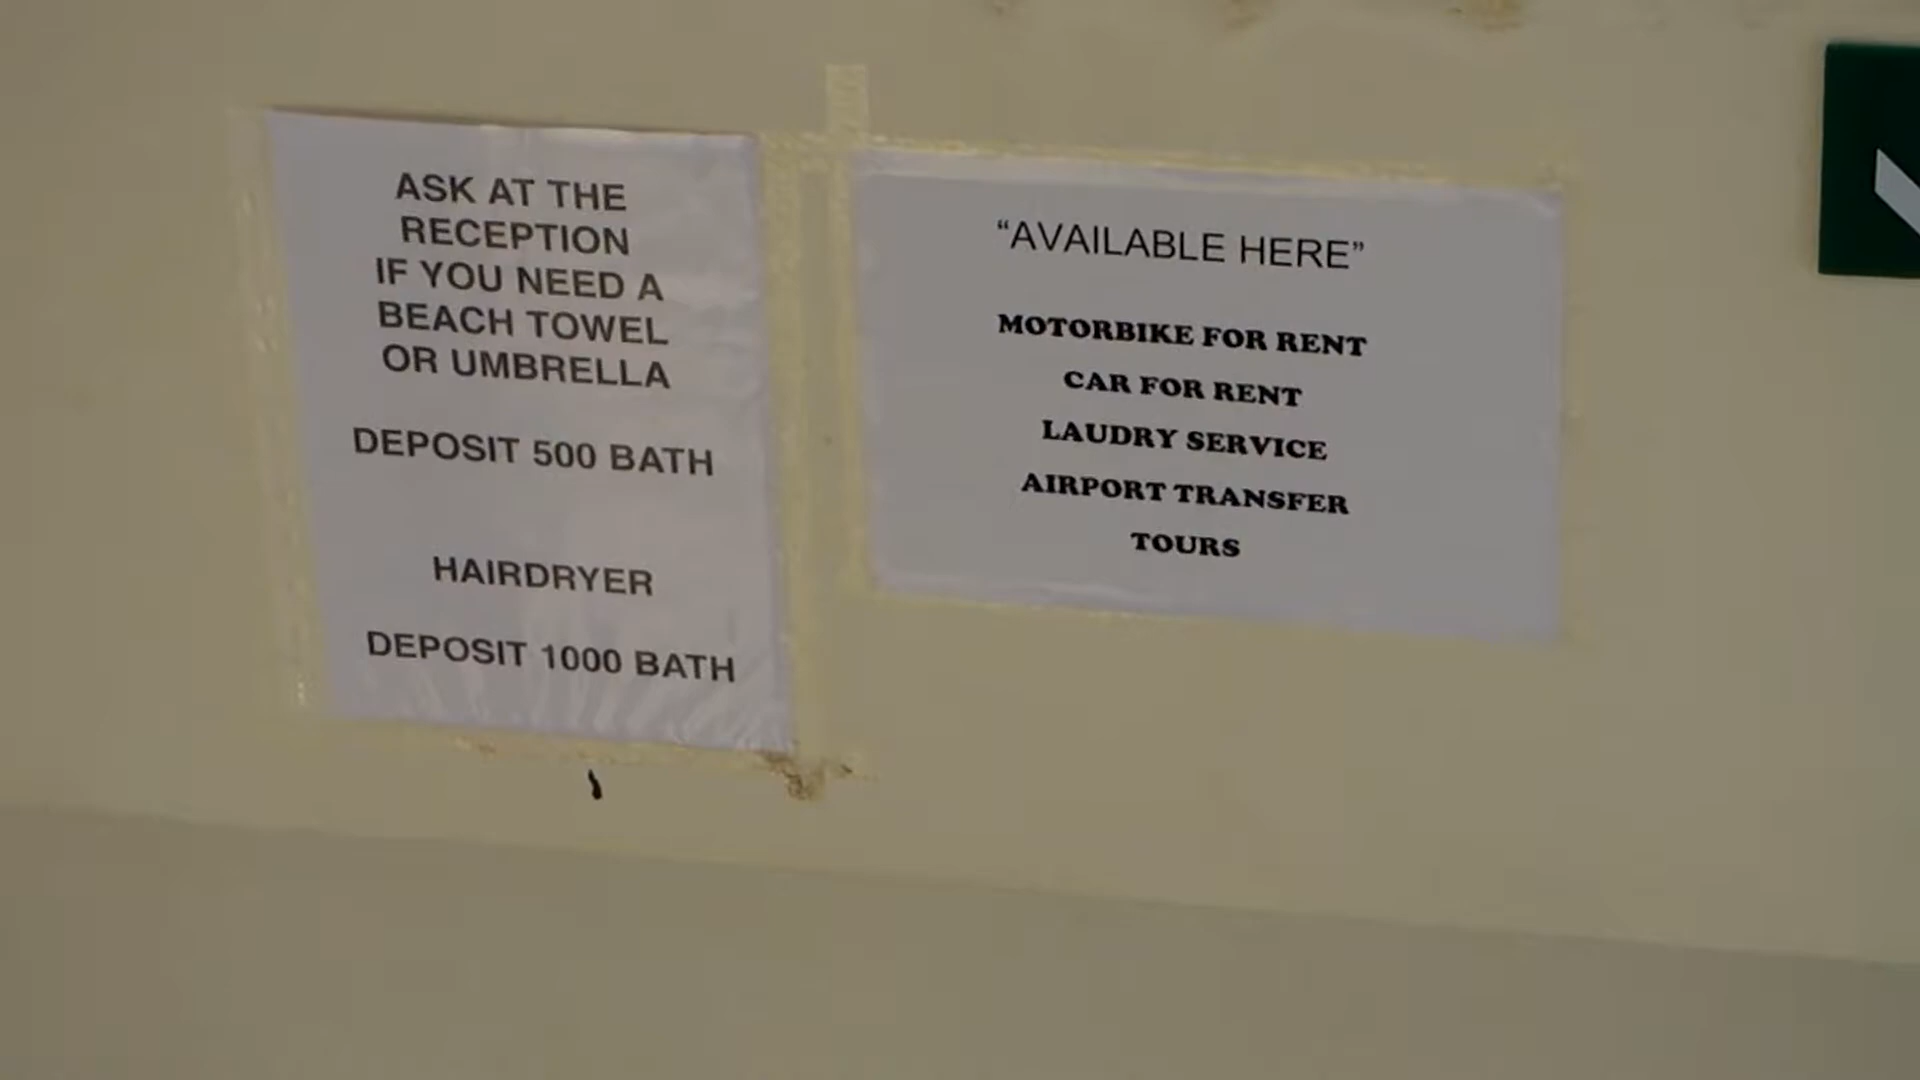 ASK AT THE
RECEPTION
IF YOU NEED A
BEACH TOWEL
OR UMBRELLA
DEPOSIT 500 BATH
HAIRDRYER
DEPOSIT 1000 BATH
“AVAILABLE HERE”
MOTORBIKE FOR RENT
CAR FOR RENT
LAUDRY SERVICE
AIRPORT TRANSFER
TOURS